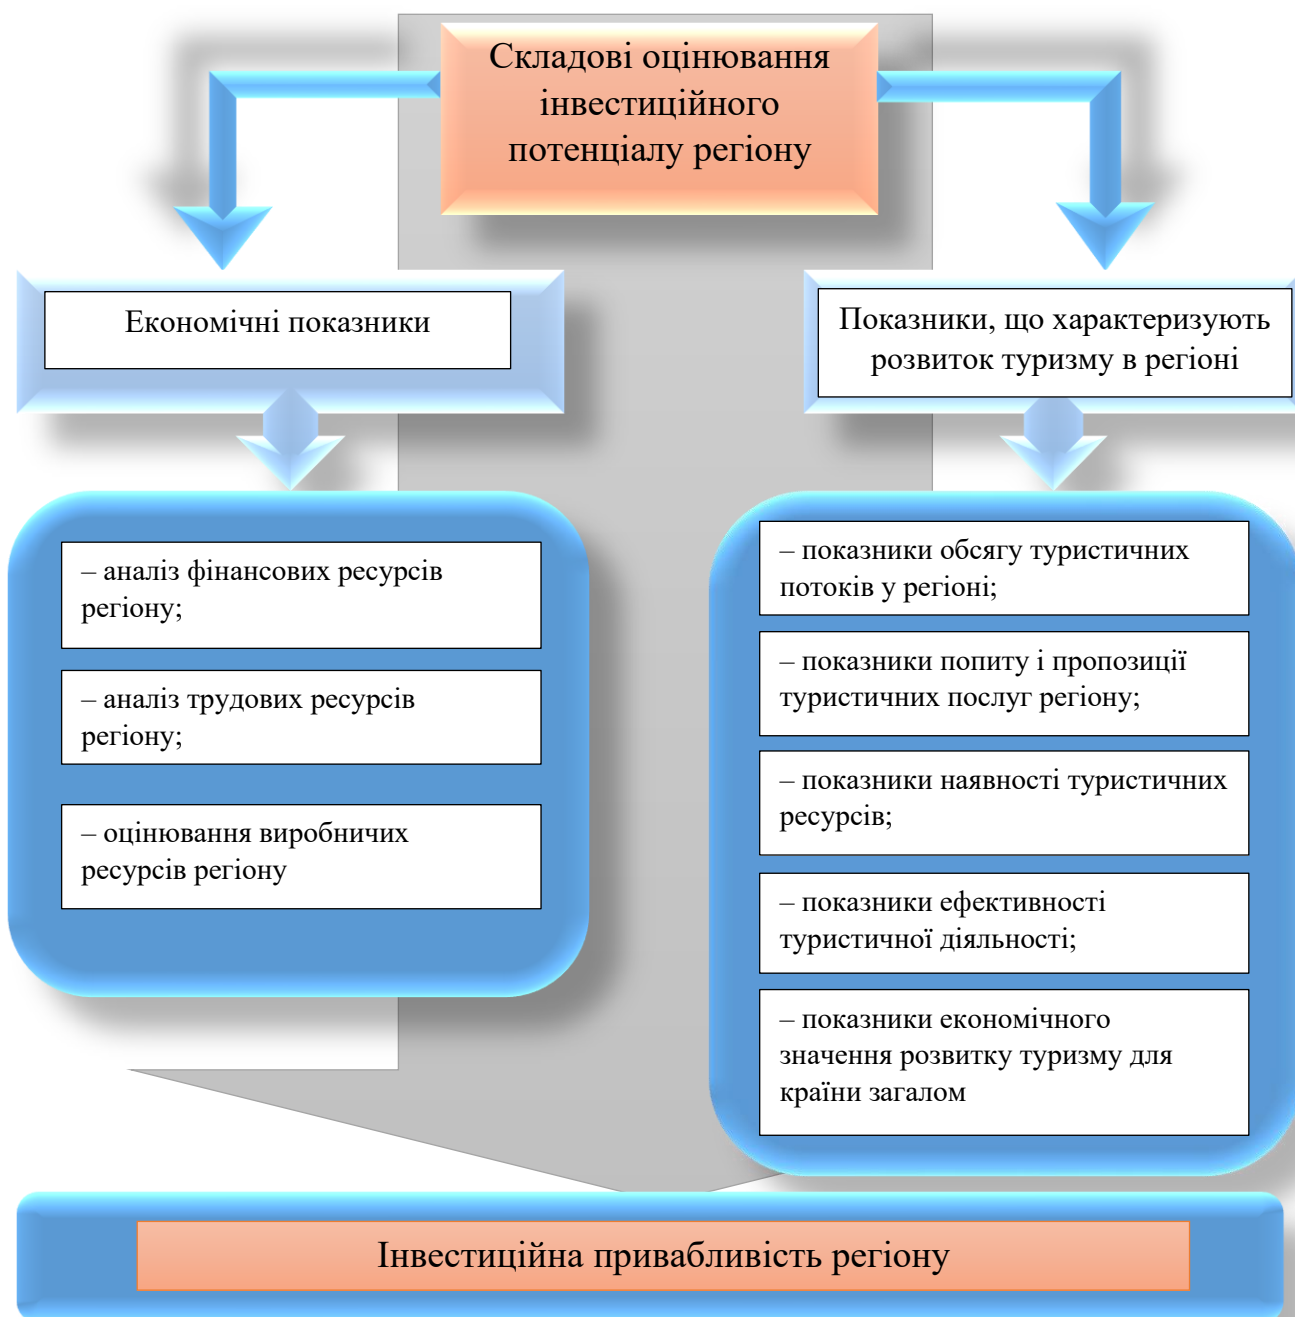 Складові оцінювання
інвестиційного
потенціалу регіону
Економічні показники
– аналіз фінансових ресурсів
регіону;
– аналіз трудових ресурсів
регіону;
– оцінювання виробничих
ресурсів регіону
Показники, що характеризують
розвиток туризму в регіоні
– показники обсягу туристичних
потоків у регіоні;
– показники попиту і пропозиції
туристичних послуг регіону;
– показники наявності туристичних
ресурсів;
– показники ефективності
туристичної діяльності;
– показники економічного
значення розвитку туризму для
країни загалом
Інвестиційна привабливість регіону